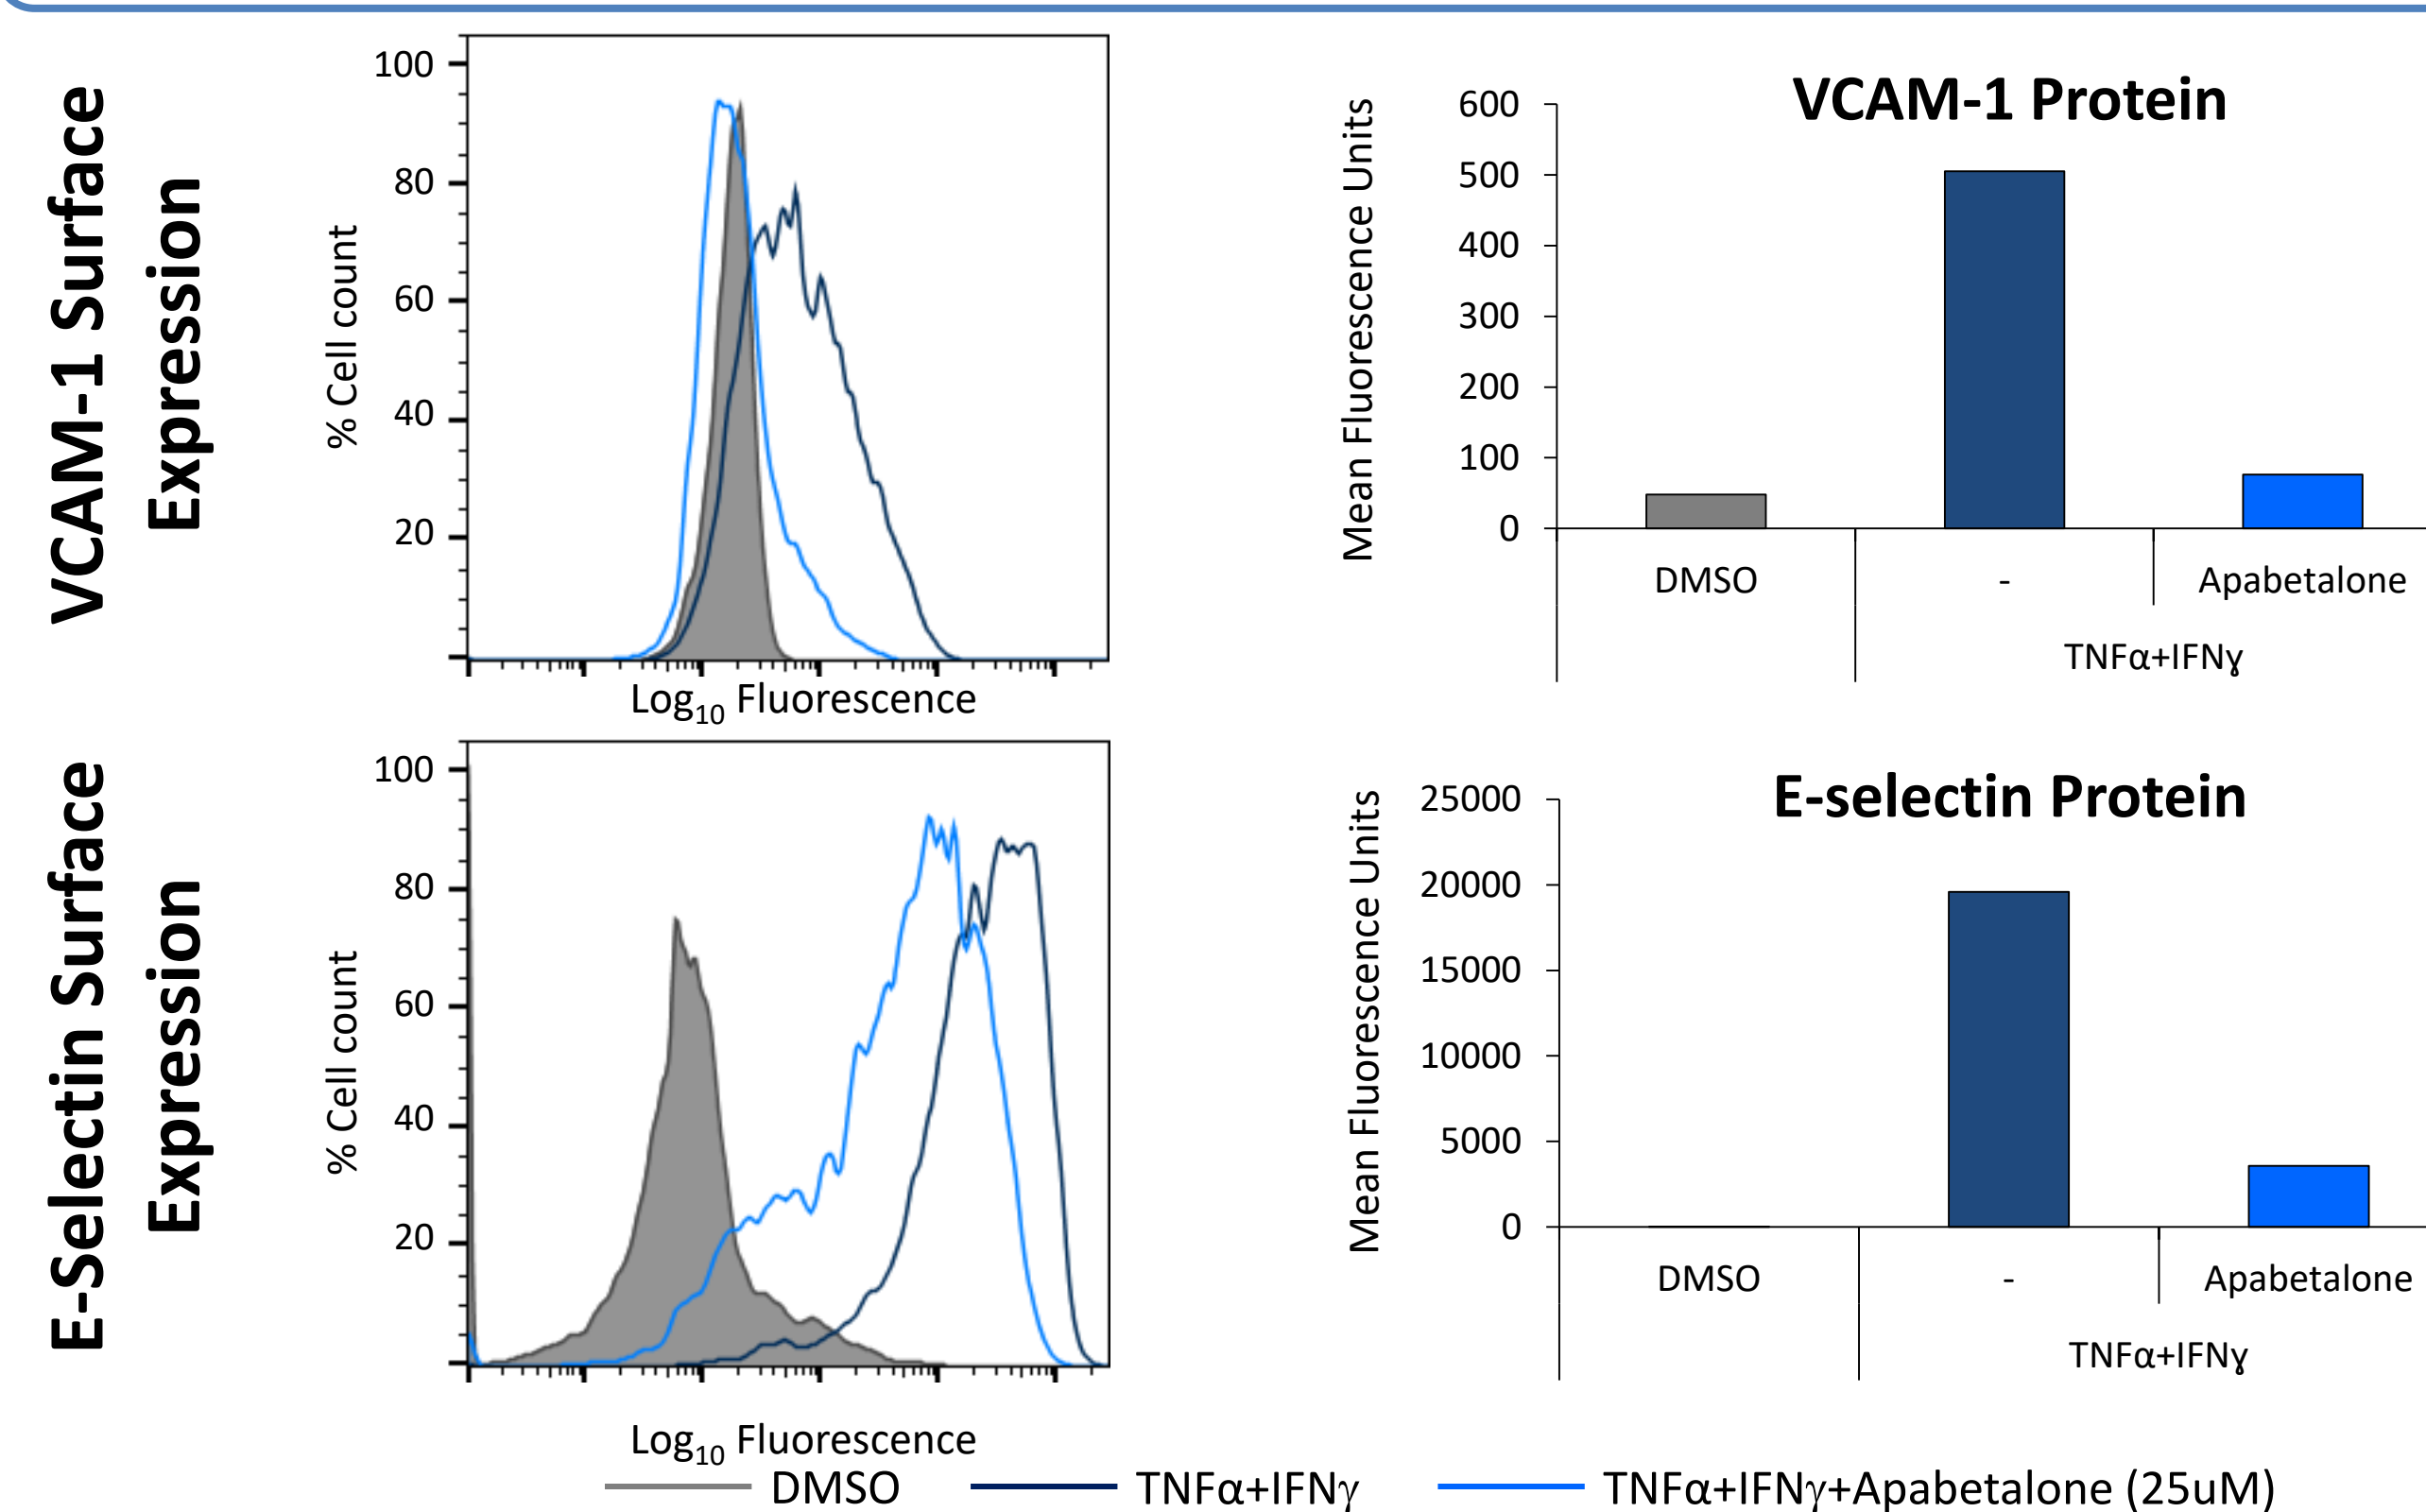 VCAM-1 Surface
Expression
% Cell count
100
80
60
40
20
Log10 Fluorescence
VCAM-1 Protein
Mean Fluorescence Units
600
500
400
300
200
100
0
DMSO
-
Apabetalone
TNFα+IFNɣ
E-Selectin Surface
Expression
% Cell count
100
80
60
40
20
Log10 Fluorescence
E-selectin Protein
Mean Fluorescence Units
25000
20000
15000
10000
5000
0
DMSO
-
Apabetalone
TNFα+IFNɣ
DMSO
TNFα+IFNγ
TNFα+IFNγ+Apabetalone (25uM)